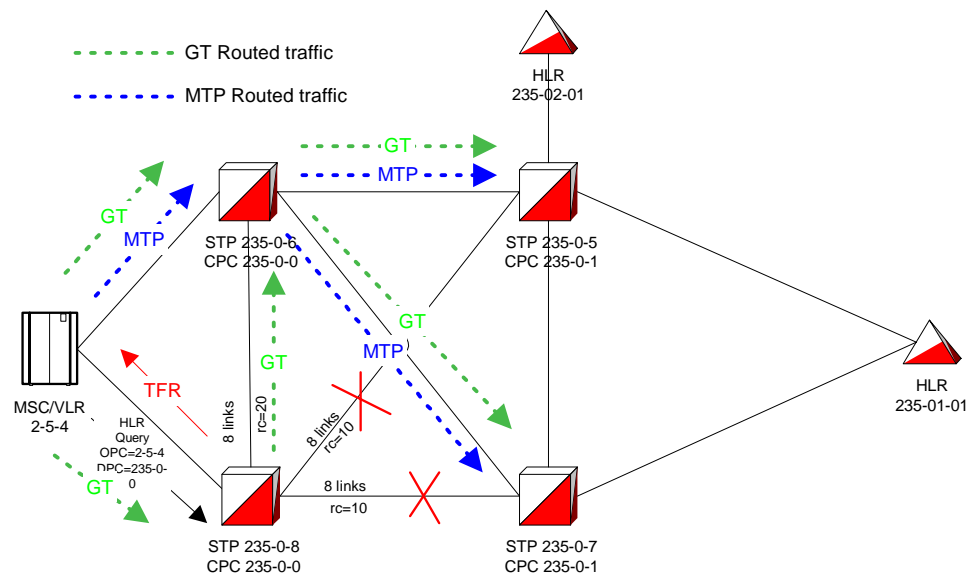 GT Routed traffic
MTP Routed traffic
HLR
235-02-01
GT
MTP
GT
MTP
STP 235-0-6
CPC 235-0-0
STP 235-0-5
CPC 235-0-1
GT
MTP
GT
TFR
MSC/VLR
2-5-4
HLR
Query
OPC=2-5-4
DPC=235-0-
0
GT
8 links
rc=20
8 links
rc=10
8 links
rc=10
HLR
235-01-01
STP 235-0-8
CPC 235-0-0
STP 235-0-7
CPC 235-0-1